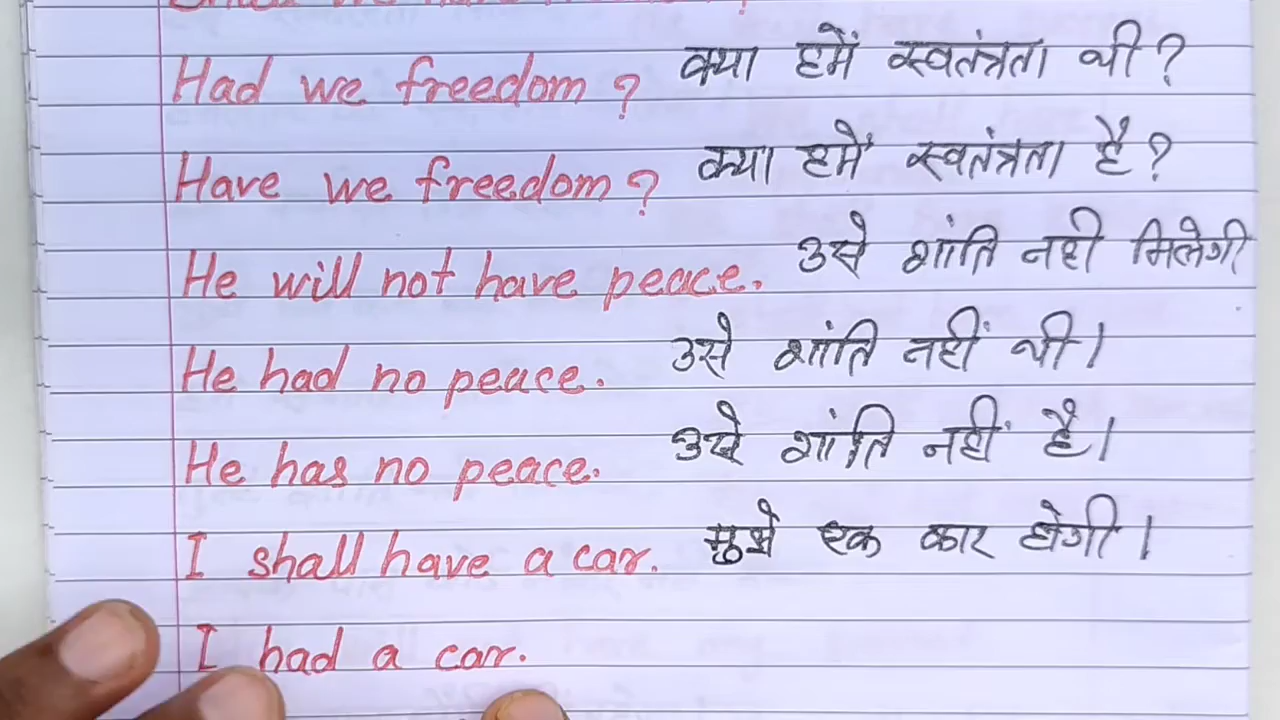 Had we freedom ? क्या हमें स्वतंत्रता थी ?
Have we freedom ? क्या हमें स्वतंत्रता है ?
He will not have peace. उसे शांति नही मिलेगी
He had no peace. उसे शांति नहीं थी।
He has no peace. उसे शांति नहीं है।
I shall have a car. मुझे एक कार होगी।
I had a car.